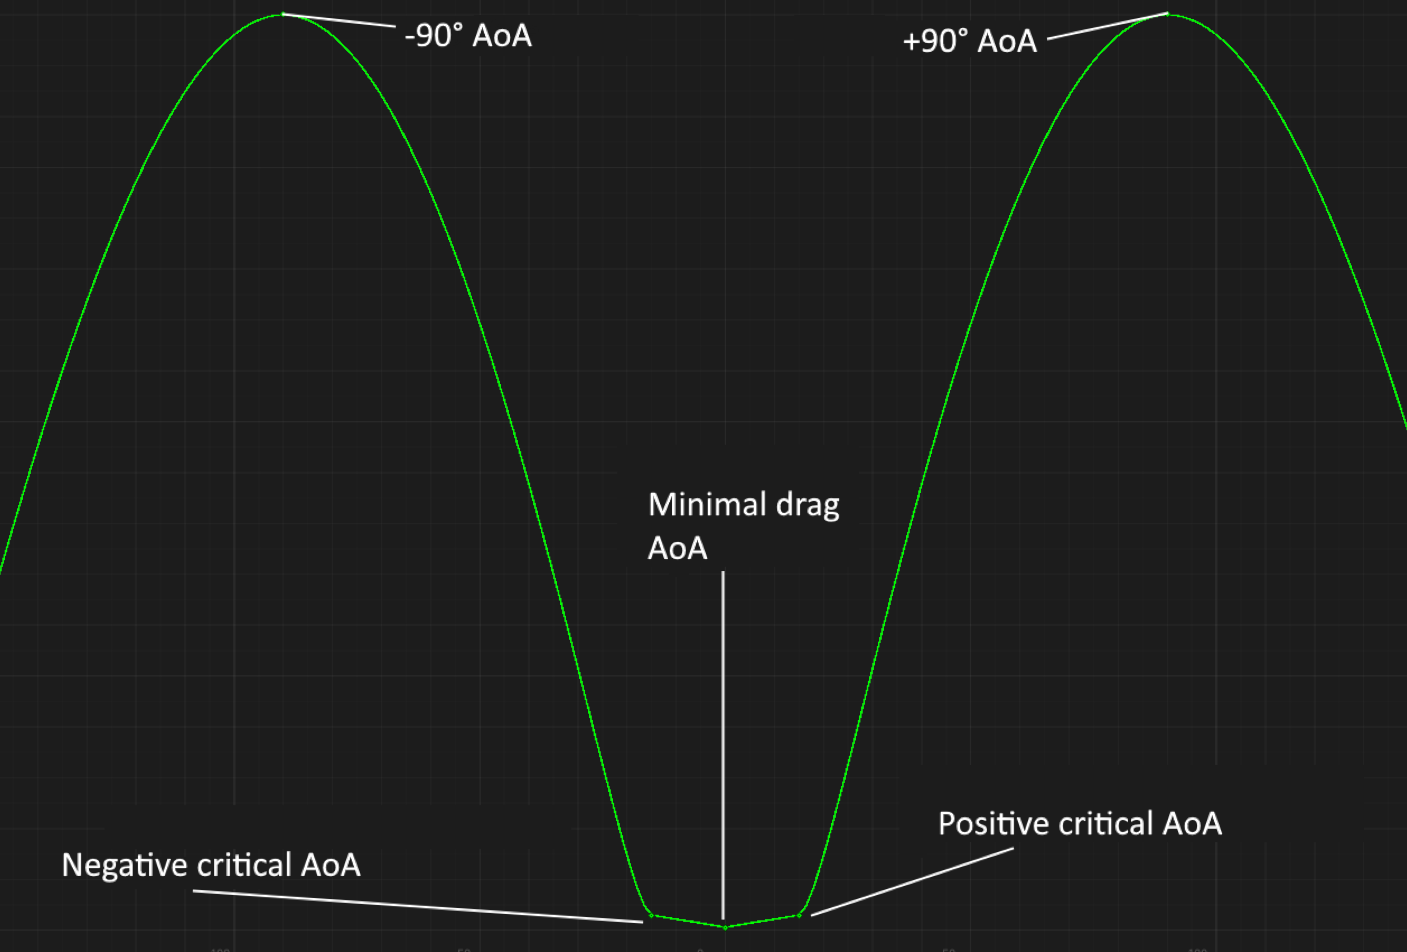 -90° AoA
+90° AoA
Minimal drag
AoA
Positive critical AoA
Negative critical AoA